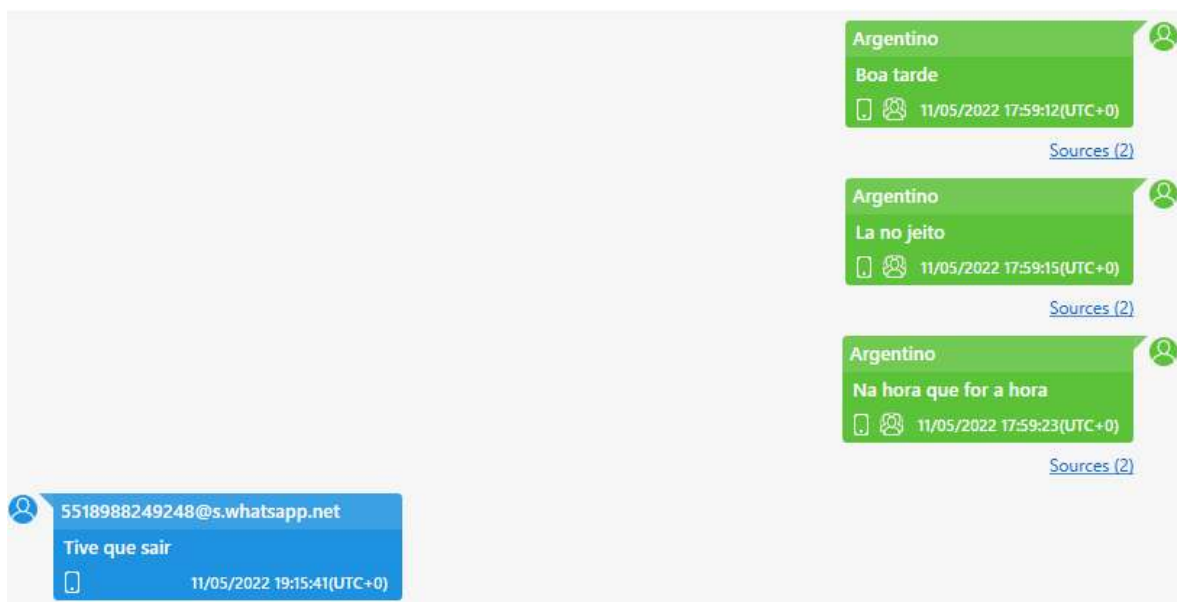 Argentino
Boa tarde
11/05/2022 17:59:12(UTC+0)
Sources (2)
Argentino
La no jeito
11/05/2022 17:59:15(UTC+0)
Sources (2)
Argentino
Na hora que for a hora
11/05/2022 17:59:23(UTC+0)
Sources (2)
5518988249248@s.whatsapp.net
Tive que sair
11/05/2022 19:15:41(UTC+0)